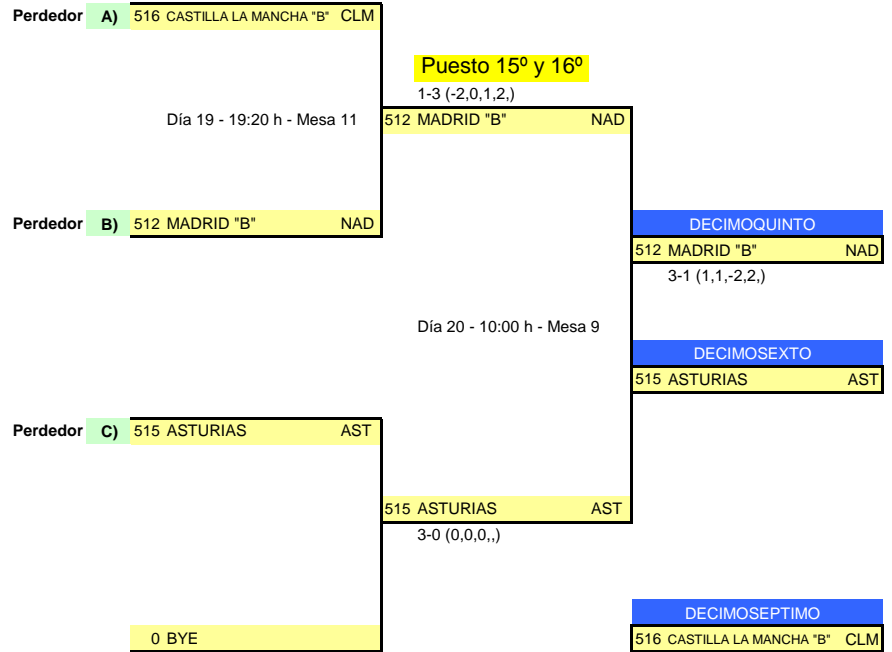 Perdedor A) 516 CASTILLA LA MANCHA "B" CLM
Puesto 15º y 16º
1-3 (-2,0,1,2,)
Día 19 - 19:20 h - Mesa 11 512 MADRID "B" NAD
Perdedor B) 512 MADRID "B" NAD DECIMOQUINTO
512 MADRID "B" NAD
3-1 (1,1,-2,2,)
Día 20 - 10:00 h - Mesa 9
DECIMOSEXTO
515 ASTURIAS AST
Perdedor C) 515 ASTURIAS AST
515 ASTURIAS AST
3-0 (0,0,0,,)
DECIMOSEPTIMO
0 BYE 516 CASTILLA LA MANCHA "B" CLM